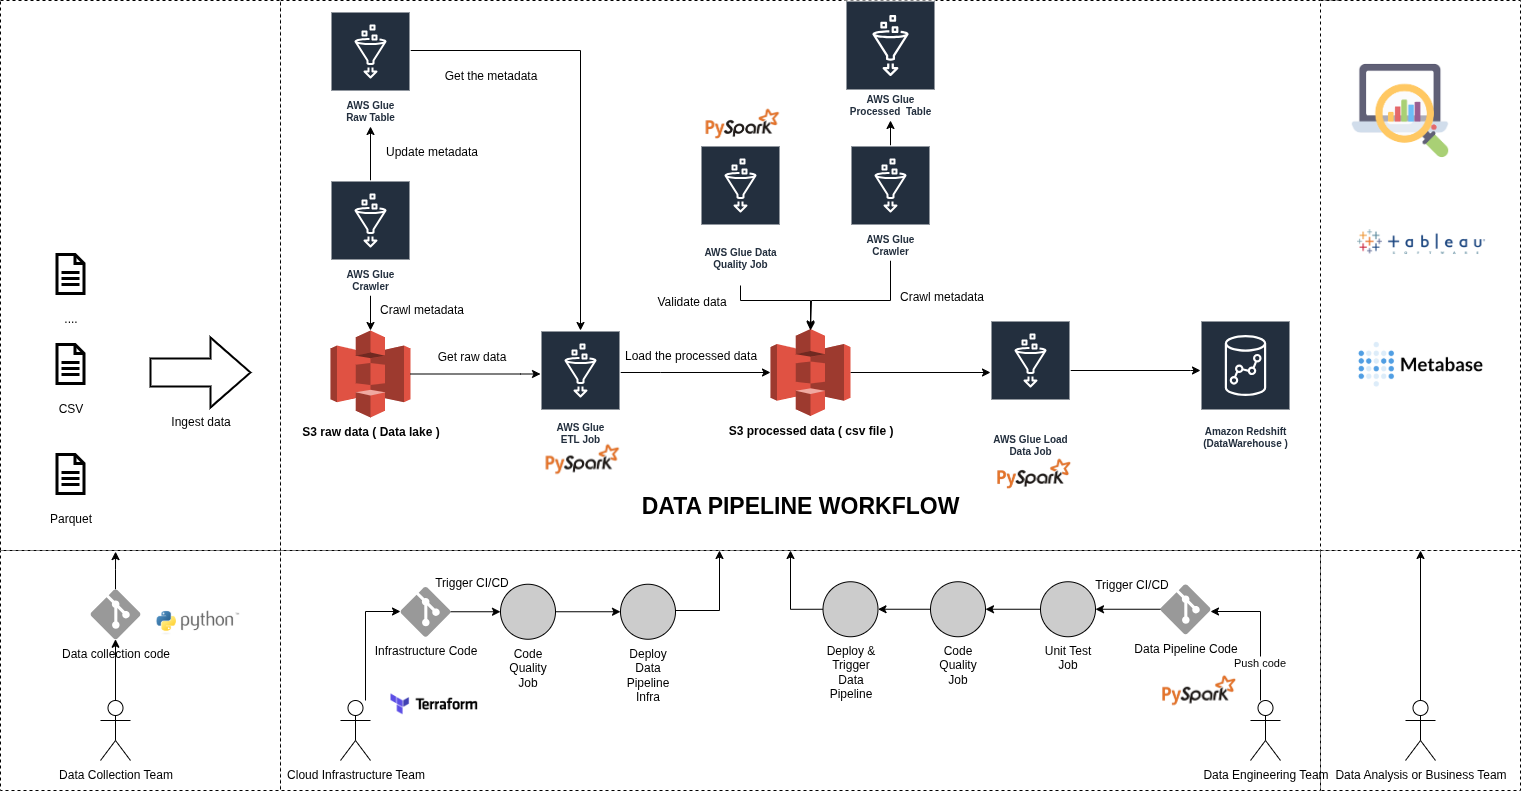 ....
CSV
Parquet
Ingest data
AWS Glue
Raw Table
Get the metadata
Update metadata
AWS Glue
Crawler
Crawl metadata
S3 raw data ( Data lake )
Get raw data
AWS Glue
ETL Job
PySpark
Load the processed data
PySpark
AWS Glue Data
Quality Job
Validate data
AWS Glue
Processed  Table
AWS Glue
Crawler
Crawl metadata
S3 processed data ( csv file )
AWS Glue Load
Data Job
PySpark
Amazon Redshift
(DataWarehouse )
DATA PIPELINE WORKFLOW
+ a b l e a u
SOFTWARE
Metabase
python™
Data collection code
Data Collection Team
Trigger CI/CD
Infrastructure Code
Code
Quality
Job
Deploy
Data
Pipeline
Infra
Terraform
Cloud Infrastructure Team
Deploy &
Trigger
Data
Pipeline
Code
Quality
Job
Unit Test
Job
Trigger CI/CD
Data Pipeline Code
Push code
PySpark
Data Engineering Team
Data Analysis or Business Team